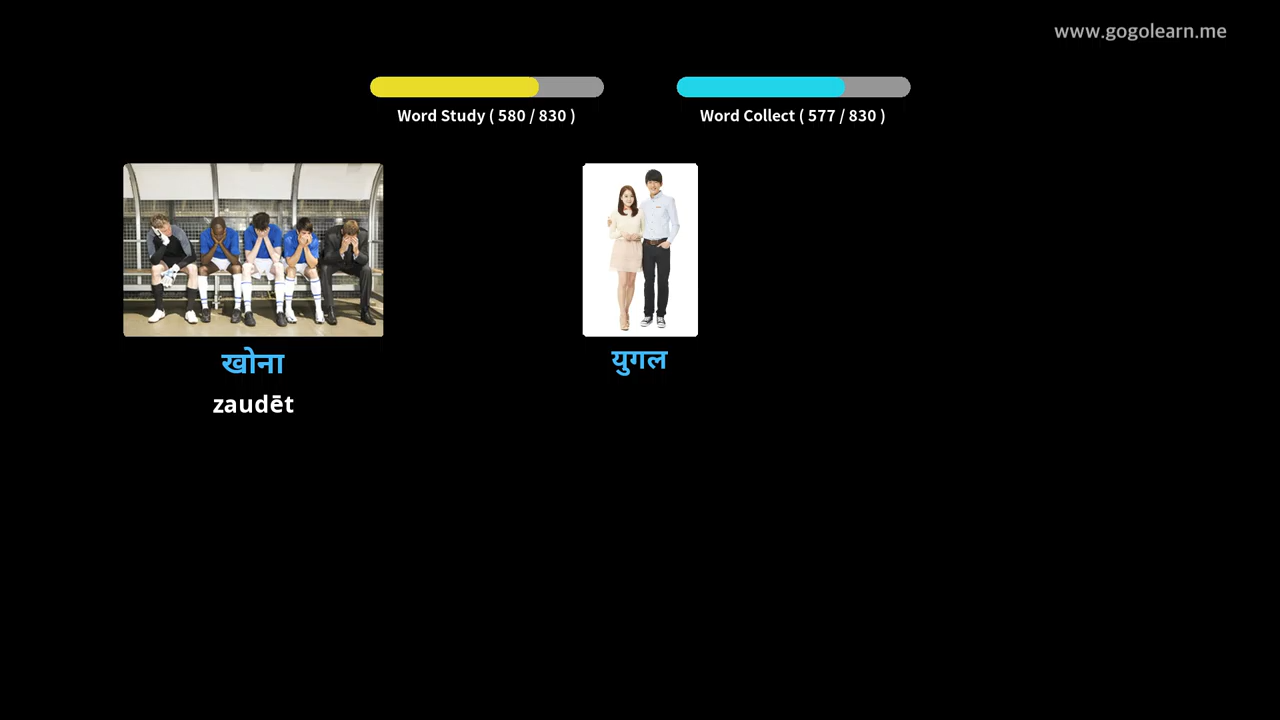 www.gogolearn.me
Word Study ( 580 / 830 )
Word Collect ( 577 / 830 )
खोना
zaudēt
युगल